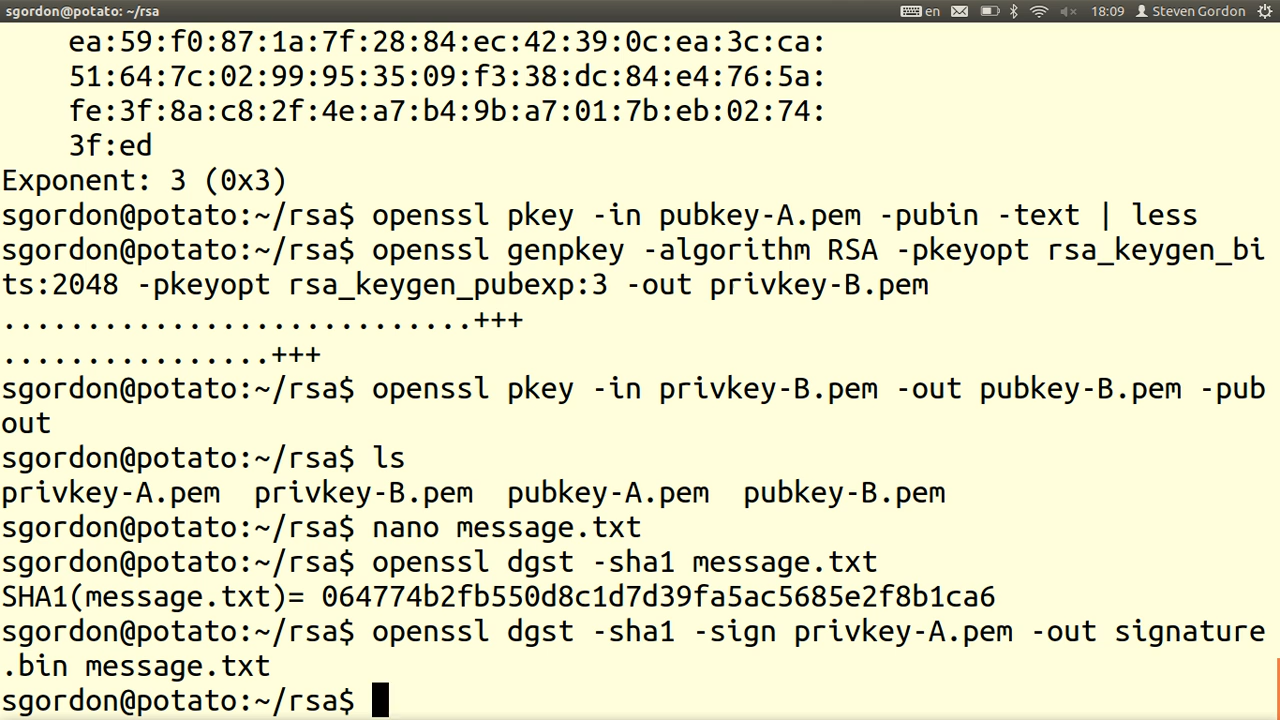 sgordon@potato: ~/rsa en 18:09 Steven Gordon
ea:59:f0:87:1a:7f:28:84:ec:42:39:0c:ea:3c:ca:
51:64:7c:02:99:95:35:09:f3:38:dc:84:e4:76:5a:
fe:3f:8a:c8:2f:4e:a7:b4:9b:a7:01:7b:eb:02:74:
3f:ed
Exponent: 3 (0x3)
sgordon@potato:~/rsa$ openssl pkey -in pubkey-A.pem -pubin -text | less
sgordon@potato:~/rsa$ openssl genpkey -algorithm RSA -pkeyopt rsa_keygen_bi
ts:2048 -pkeyopt rsa_keygen_pubexp:3 -out privkey-B.pem
............................+++
................+++
sgordon@potato:~/rsa$ openssl pkey -in privkey-B.pem -out pubkey-B.pem -pub
out
sgordon@potato:~/rsa$ ls
privkey-A.pem  privkey-B.pem  pubkey-A.pem  pubkey-B.pem
sgordon@potato:~/rsa$ nano message.txt
sgordon@potato:~/rsa$ openssl dgst -sha1 message.txt
SHA1(message.txt)= 064774b2fb550d8c1d7d39fa5ac5685e2f8b1ca6
sgordon@potato:~/rsa$ openssl dgst -sha1 -sign privkey-A.pem -out signature
.bin message.txt
sgordon@potato:~/rsa$